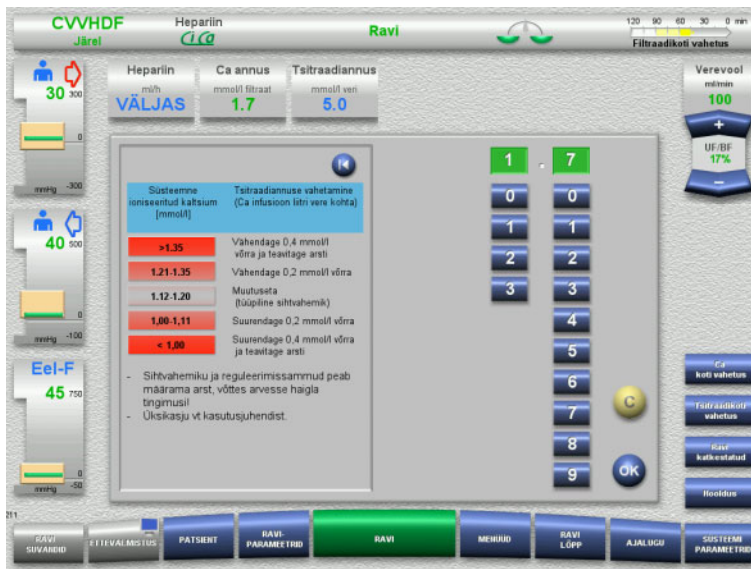 CVVHDF
Järel
Hepariin
CiCa
Ravi
120 90 60 30 0 min
Filtraadikoti vahetus
30
300
0
-300
mmHg
40
500
0
-100
mmHg
Eel-F
45
750
0
-50
mmHg
Hepariin
ml/h
VÄLJAS
Ca annus
mmol/l filtraat
1.7
Tsitraadiannus
mmol/l veri
5.0
Verevool
ml/min
100
+
UF/BF
17%
−
Süsteemne
ioniseeritud kaltsium
[mmol/l]
Tsitraadiannuse vahetamine
(Ca infusioon liitri vere kohta)
>1.35
Vähendage 0,4 mmol/l
võrra ja teavitage arsti
1.21-1.35
Vähendage 0,2 mmol/l võrra
1.12-1.20
Muutuseta
(tüüpiline sihtvahemik)
1,00-1,11
Suurendage 0,2 mmol/l võrra
< 1,00
Suurendage 0,4 mmol/l võrra
ja teavitage arsti
- Sihtvahemiku ja reguleerimissammud peab
määrama arst, võttes arvesse haigla
tingimusi!
- Üksikasju vt kasutusjuhendist.
1 . 7
0 0
1 1
2 2
3 3
4
5
6
7
8
9
C
OK
Ca
koti vahetus
Tsitraadikoti
vahetus
Ravi
katkestatud
Hooldus
211
RAVI
SUVANDID
ETTEVALMISTUS
PATSIENT
RAVI-
PARAMEETRID
RAVI
MENÜÜD
RAVI
LÕPP
AJALUGU
SÜSTEEMI
PARAMEETRID